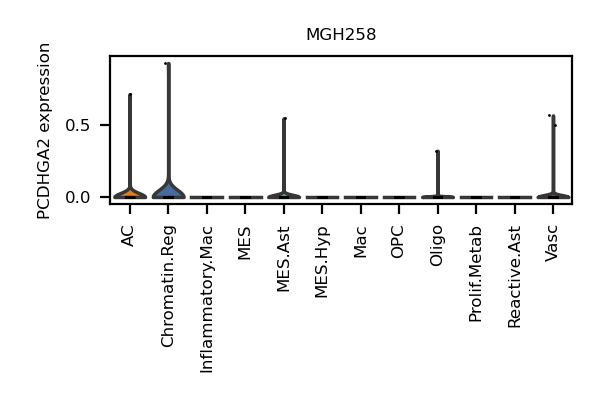 MGH258
PCDHGA2 expression
0.5
0.0
AC
Chromatin.Reg
Inflammatory.Mac
MES
MES.Ast
MES.Hyp
Mac
OPC
Oligo
Prolif.Metab
Reactive.Ast
Vasc